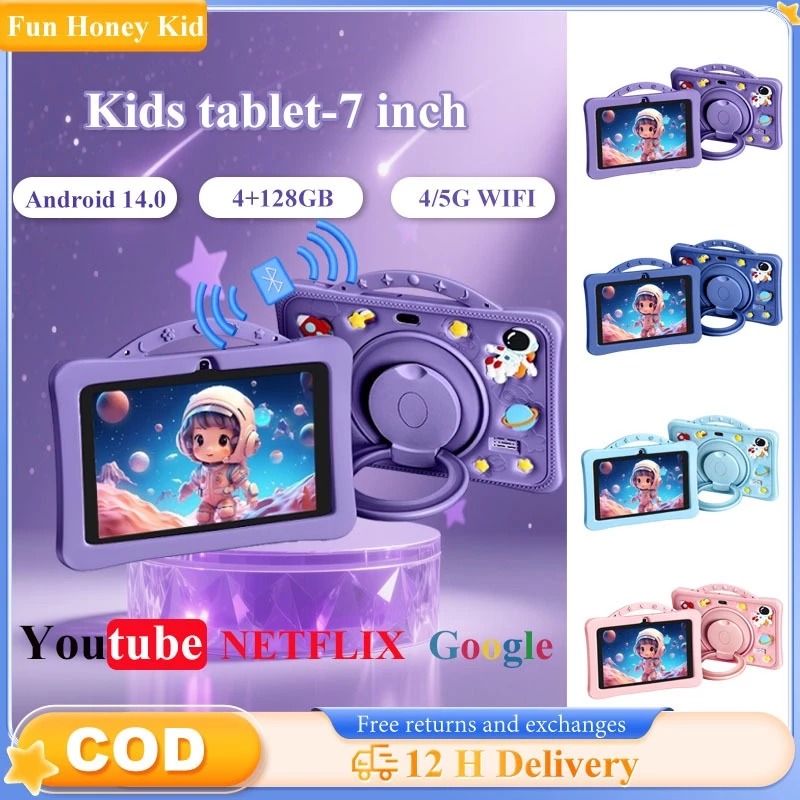 Fun Honey Kid
Kids tablet-7 inch
Android 14.0
4+128GB
4/5G WIFI
Youtube NETFLIX Google
COD
Free returns and exchanges
12 H Delivery